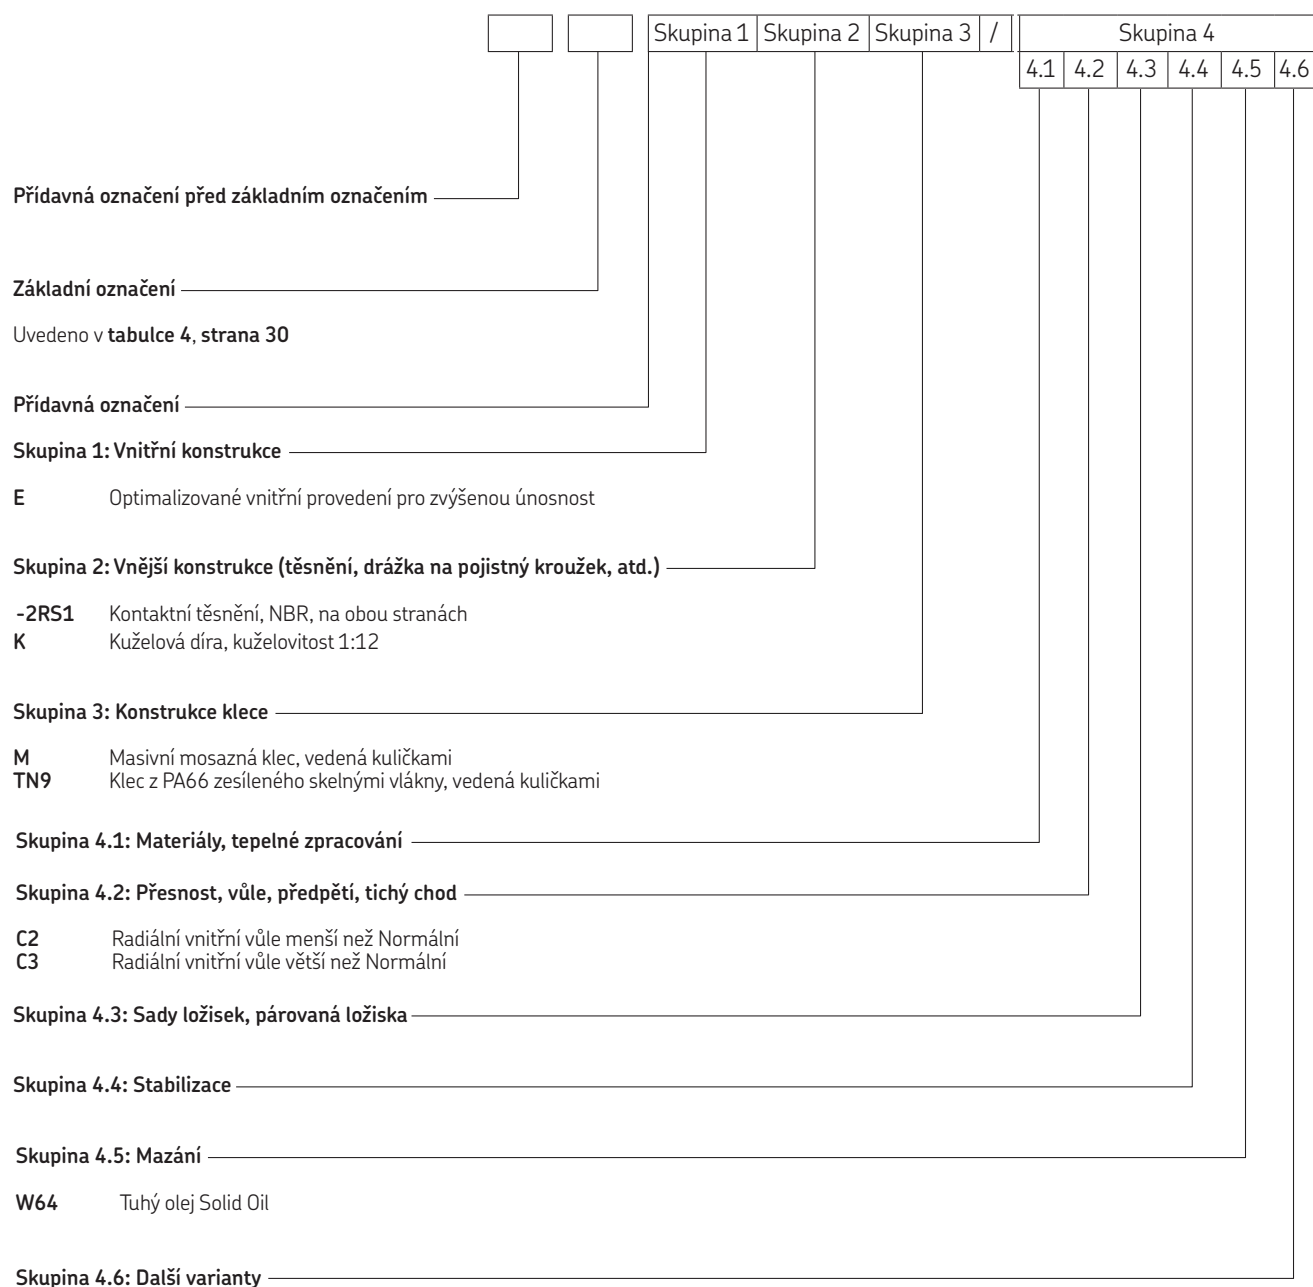 Skupina 1 Skupina 2 Skupina 3 / Skupina 4
4.1 4.2 4.3 4.4 4.5 4.6
Přídavná označení před základním označením
Základní označení
Uvedeno v tabulce 4, strana 30
Přídavná označení
Skupina 1: Vnitřní konstrukce
E Optimalizované vnitřní provedení pro zvýšenou únosnost
Skupina 2: Vnější konstrukce (těsnění, drážka na pojistný kroužek, atd.)
-2RS1 Kontaktní těsnění, NBR, na obou stranách
K Kuželová díra, kuželovitost 1:12
Skupina 3: Konstrukce klece
M Masivní mosazná klec, vedená kuličkami
TN9 Klec z PA66 zesíleného skelnými vlákny, vedená kuličkami
Skupina 4.1: Materiály, tepelné zpracování
Skupina 4.2: Přesnost, vůle, předpětí, tichý chod
C2 Radiální vnitřní vůle menší než Normální
C3 Radiální vnitřní vůle větší než Normální
Skupina 4.3: Sady ložisek, párovaná ložiska
Skupina 4.4: Stabilizace
Skupina 4.5: Mazání
W64 Tuhý olej Solid Oil
Skupina 4.6: Další varianty